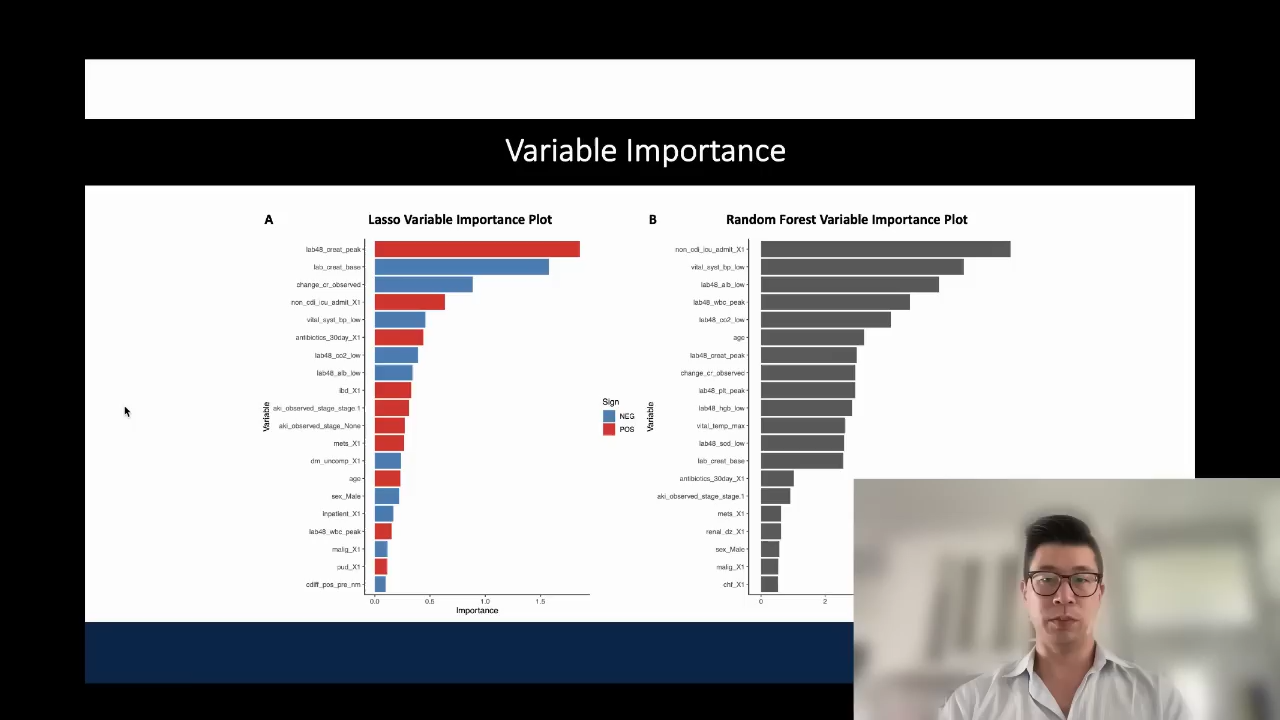 Variable Importance
A
Lasso Variable Importance Plot
lab48_creat_peak
lab_creat_base
change_cr_observed
non_cdi_icu_admit_X1
vital_syst_bp_low
antibiotics_30day_X1
lab48_co2_low
lab48_alb_low
ibd_X1
aki_observed_stage_stage.1
aki_observed_stage_None
mets_X1
dm_uncomp_X1
age
sex_Male
inpatient_X1
lab48_wbc_peak
malig_X1
pud_X1
cdiff_pos_pre_nm
Variable
0.0 0.5 1.0 1.5
Importance
Sign
NEG
POS
B
Random Forest Variable Importance Plot
non_cdi_icu_admit_X1
vital_syst_bp_low
lab48_alb_low
lab48_wbc_peak
lab48_co2_low
age
lab48_creat_peak
change_cr_observed
lab48_plt_peak
lab48_hgb_low
vital_temp_max
lab48_sod_low
lab_creat_base
antibiotics_30day_X1
aki_observed_stage_stage.1
mets_X1
renal_dz_X1
sex_Male
malig_X1
chf_X1
Variable
0 2